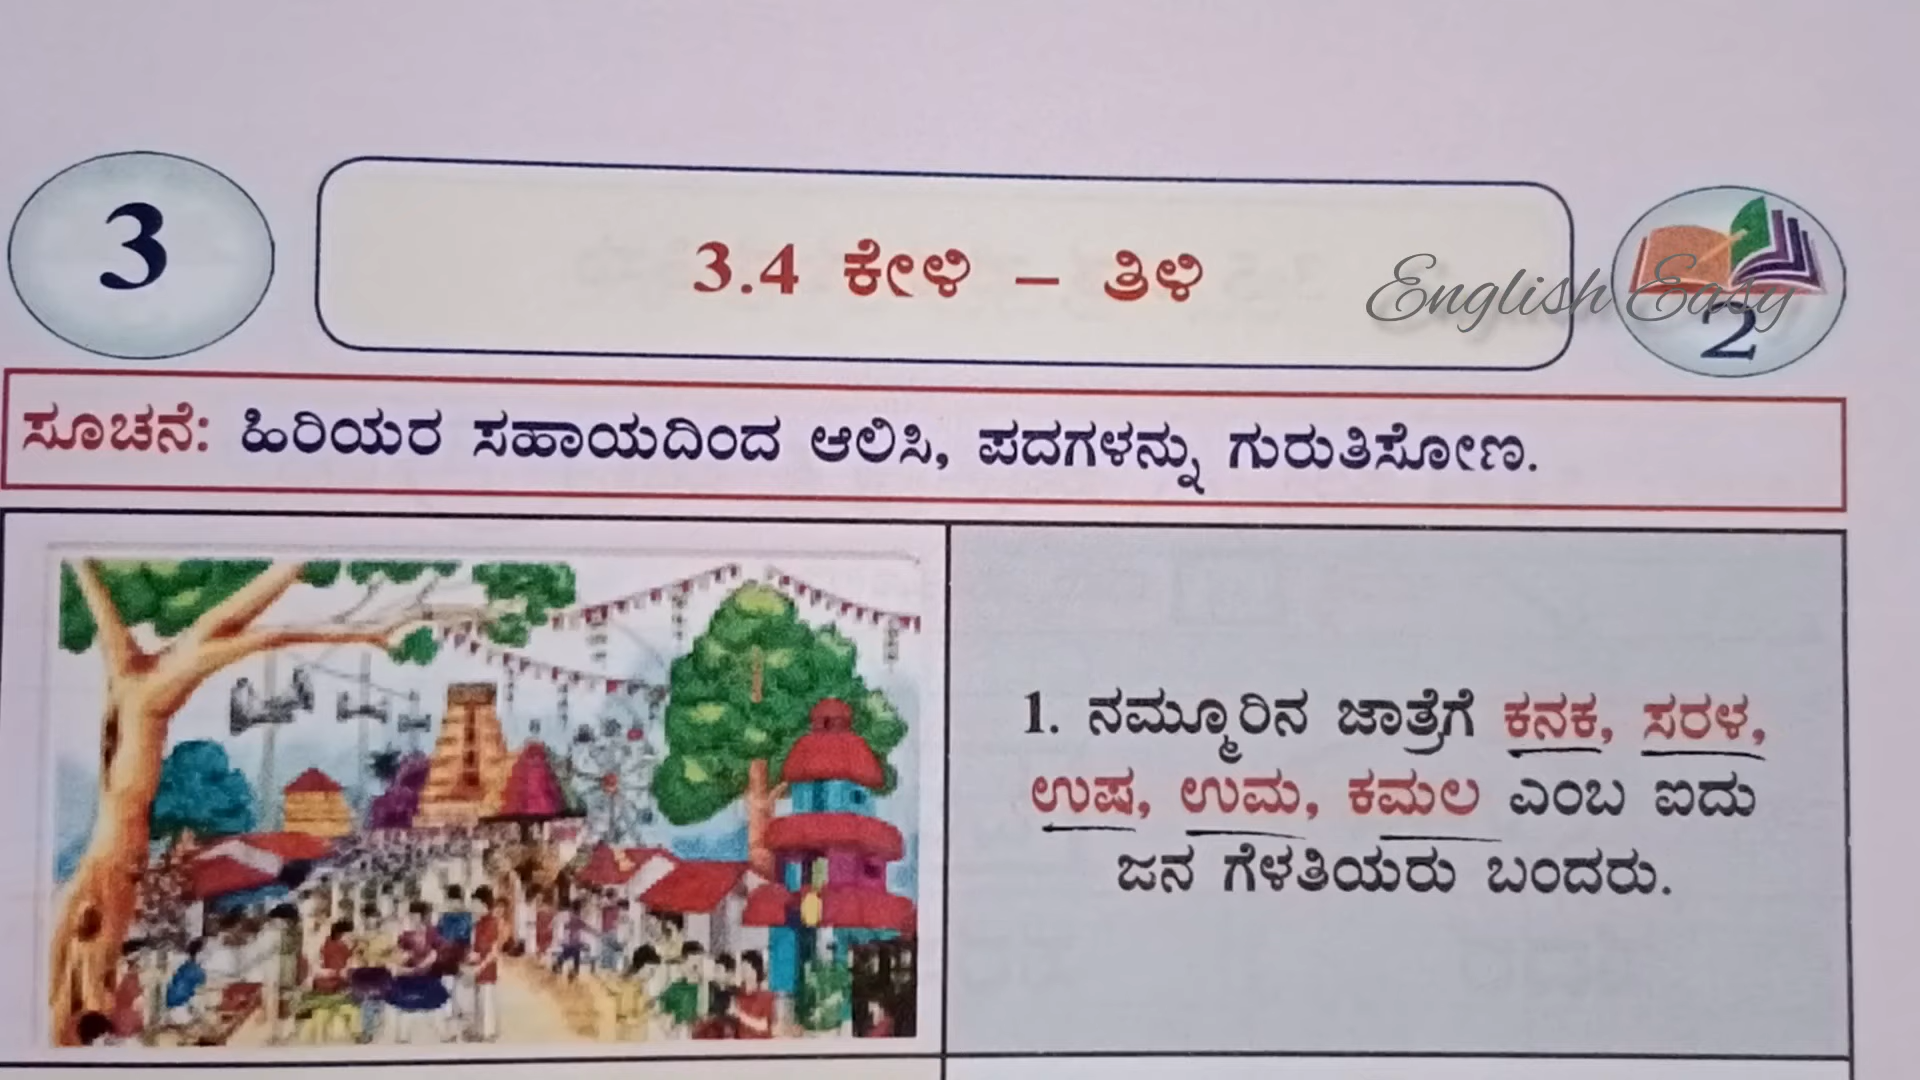 3
3.4 ಕೇಳಿ – ತಿಳಿ
English Easy
2
ಸೂಚನೆ: ಹಿರಿಯರ ಸಹಾಯದಿಂದ ಆಲಿಸಿ, ಪದಗಳನ್ನು ಗುರುತಿಸೋಣ.
1. ನಮ್ಮೂರಿನ ಜಾತ್ರೆಗೆ ಕನಕ, ಸರಳ,
ಉಷ, ಉಮ, ಕಮಲ ಎಂಬ ಐದು
ಜನ ಗೆಳತಿಯರು ಬಂದರು.